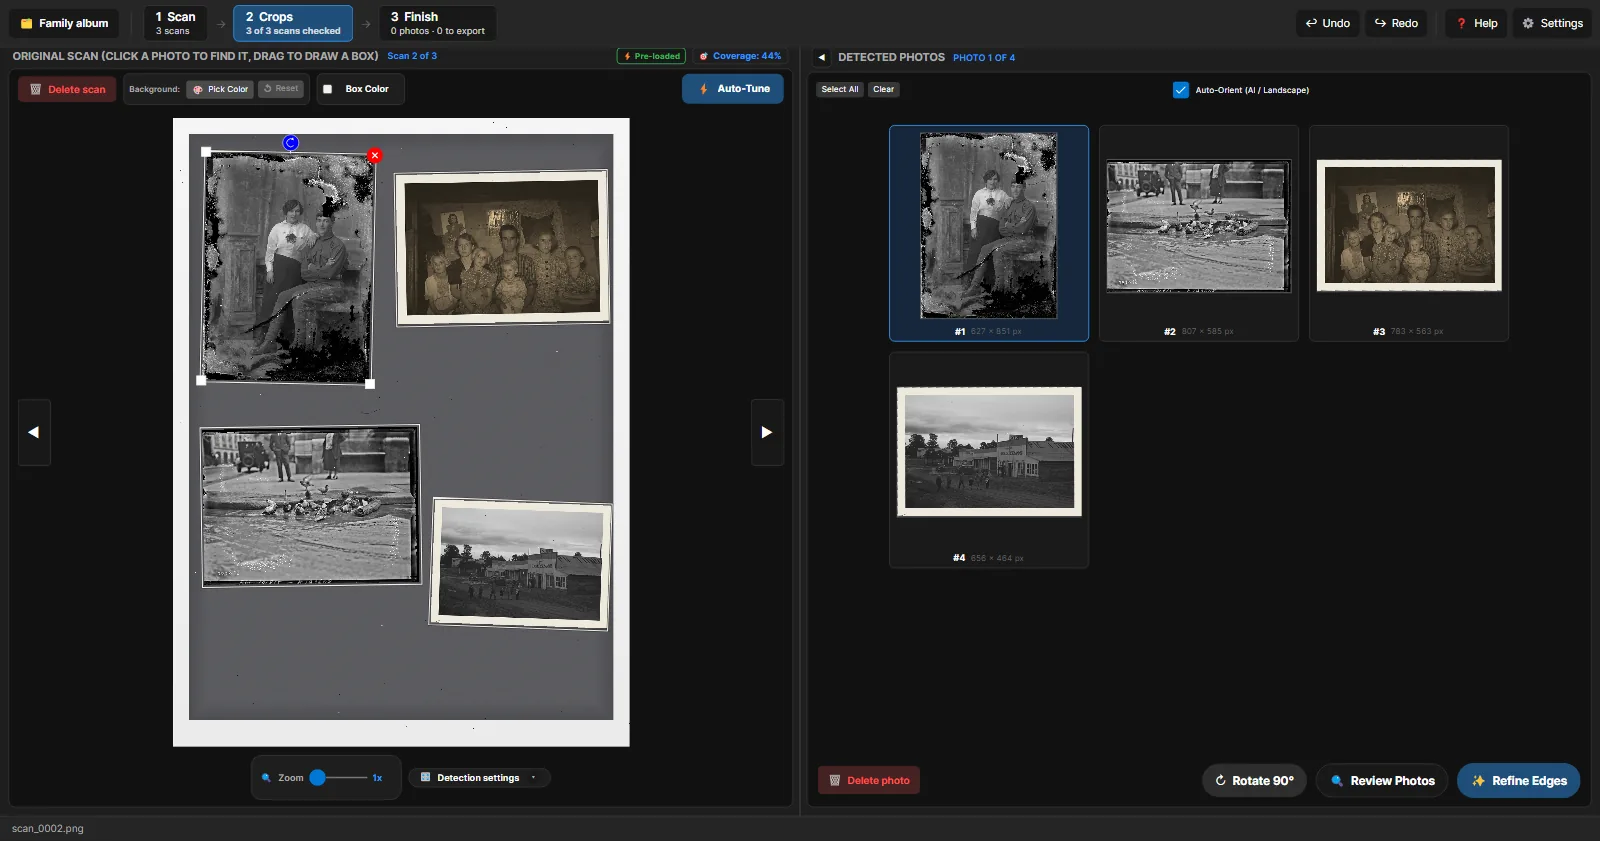 Family album
1 Scan
3 scans
2 Crops
3 of 3 scans checked
3 Finish
0 photos · 0 to export
Undo
Redo
Help
Settings
ORIGINAL SCAN (CLICK A PHOTO TO FIND IT, DRAG TO DRAW A BOX)
Scan 2 of 3
Pre-loaded
Coverage: 44%
DETECTED PHOTOS
PHOTO 1 OF 4
Delete scan
Background:
Pick Color
Reset
Box Color
Auto-Tune
Select All
Clear
Auto-Orient (AI / Landscape)
#1 627 × 851 px
#2 807 × 585 px
#3 783 × 563 px
#4 656 × 464 px
Zoom
1x
Detection settings
Delete photo
Rotate 90°
Review Photos
Refine Edges
scan_0002.png